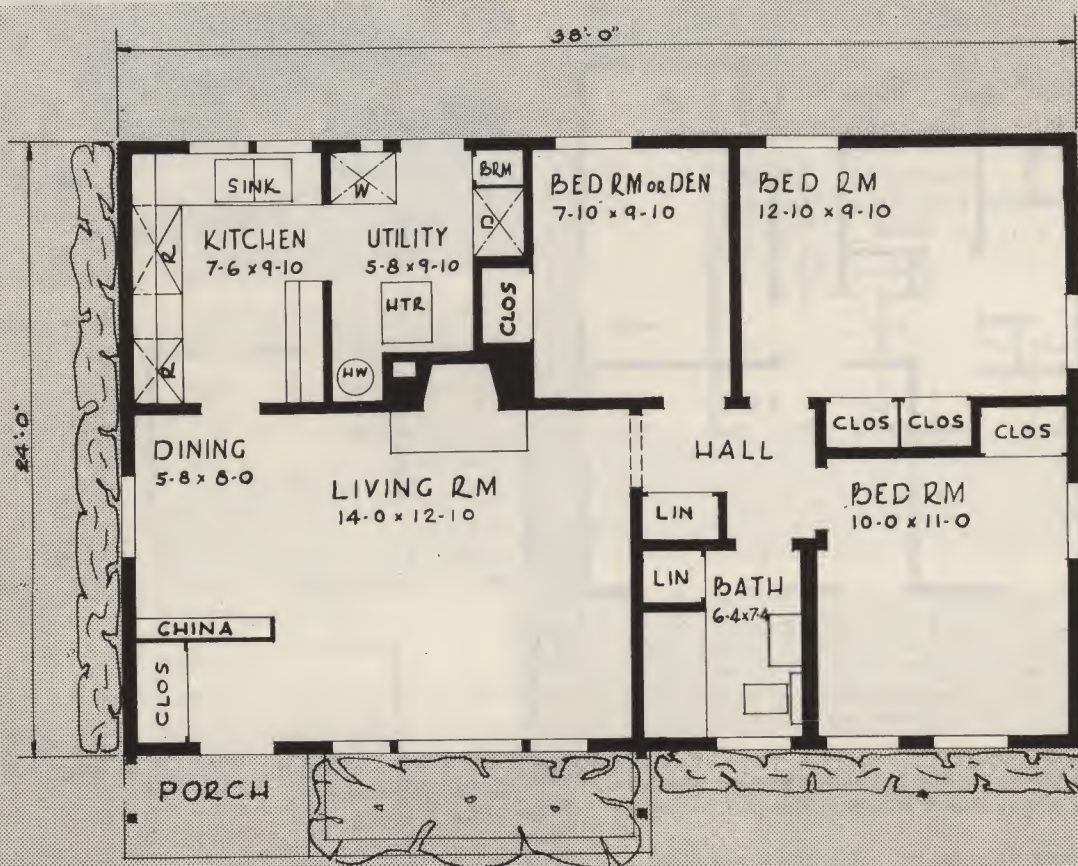 38'-0"
24'-0"
SINK
W
BRM
D
BED RM OR DEN
7-10 x 9-10
BED RM
12-10 x 9-10
R
KITCHEN
7-6 x 9-10
UTILITY
5-8 x 9-10
HTR
CLOS
R
HW
DINING
5-8 x 8-0
LIVING RM
14-0 x 12-10
HALL
CLOS
CLOS
CLOS
LIN
BED RM
10-0 x 11-0
LIN
BATH
6-4x7-4
CHINA
CLOS
PORCH